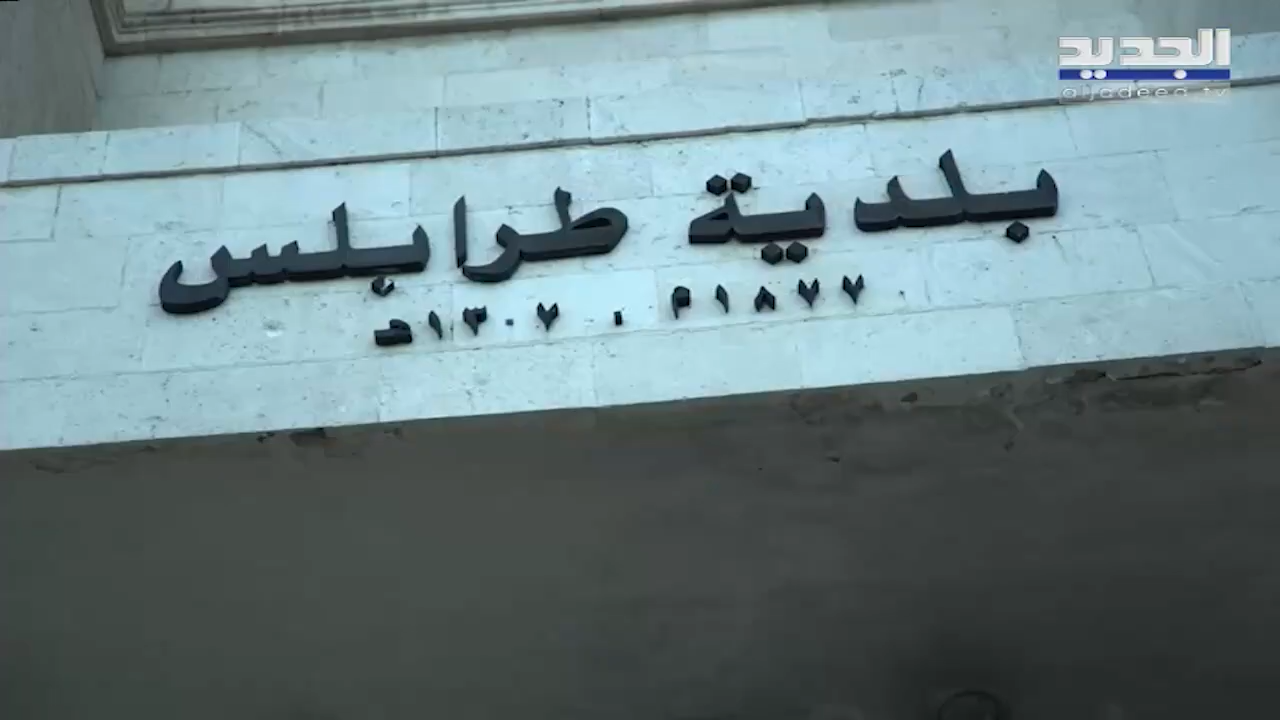 الجديد
aljadeed.tv
بلدية طرابلس
١٨٧٧م . ١٣٠٧هـ